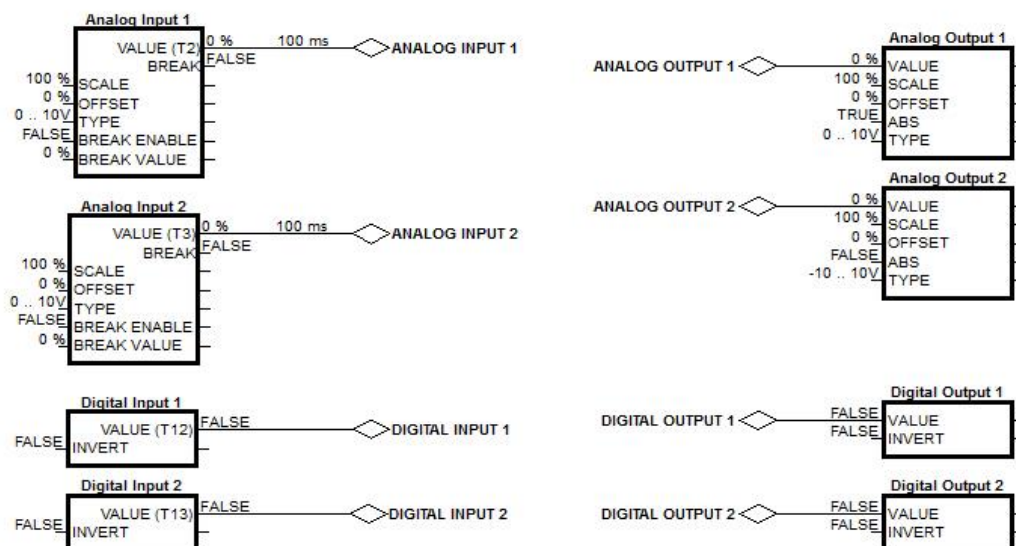 Analog Input 1
0 % 100 ms
VALUE (T2) ANALOG INPUT 1
FALSE
BREAK
100 % SCALE
0 % OFFSET
0 .. 10V TYPE
FALSE BREAK ENABLE
0 % BREAK VALUE
Analog Input 2
0 % 100 ms
VALUE (T3) ANALOG INPUT 2
FALSE
BREAK
100 % SCALE
0 % OFFSET
0 .. 10V TYPE
FALSE BREAK ENABLE
0 % BREAK VALUE
Digital Input 1
FALSE
VALUE (T12) DIGITAL INPUT 1
FALSE INVERT
Digital Input 2
FALSE
VALUE (T13) DIGITAL INPUT 2
FALSE INVERT
Analog Output 1
ANALOG OUTPUT 1 0 % VALUE
100 % SCALE
0 % OFFSET
TRUE ABS
0 .. 10V TYPE
Analog Output 2
ANALOG OUTPUT 2 0 % VALUE
100 % SCALE
0 % OFFSET
FALSE ABS
-10 .. 10V TYPE
Digital Output 1
DIGITAL OUTPUT 1 FALSE VALUE
FALSE INVERT
Digital Output 2
DIGITAL OUTPUT 2 FALSE VALUE
FALSE INVERT